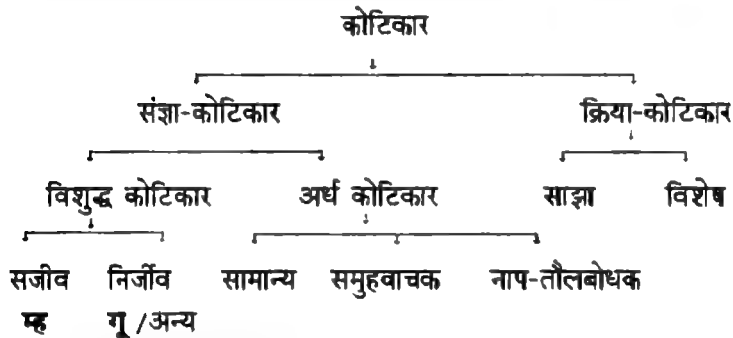 कोटिकार
संज्ञा-कोटिकार क्रिया-कोटिकार
विशुद्ध कोटिकार अर्ध कोटिकार साझा विशेष
सजीव निर्जीव सामान्य समुहवाचक नाप-तौलबोधक
म्ह गू /अन्य